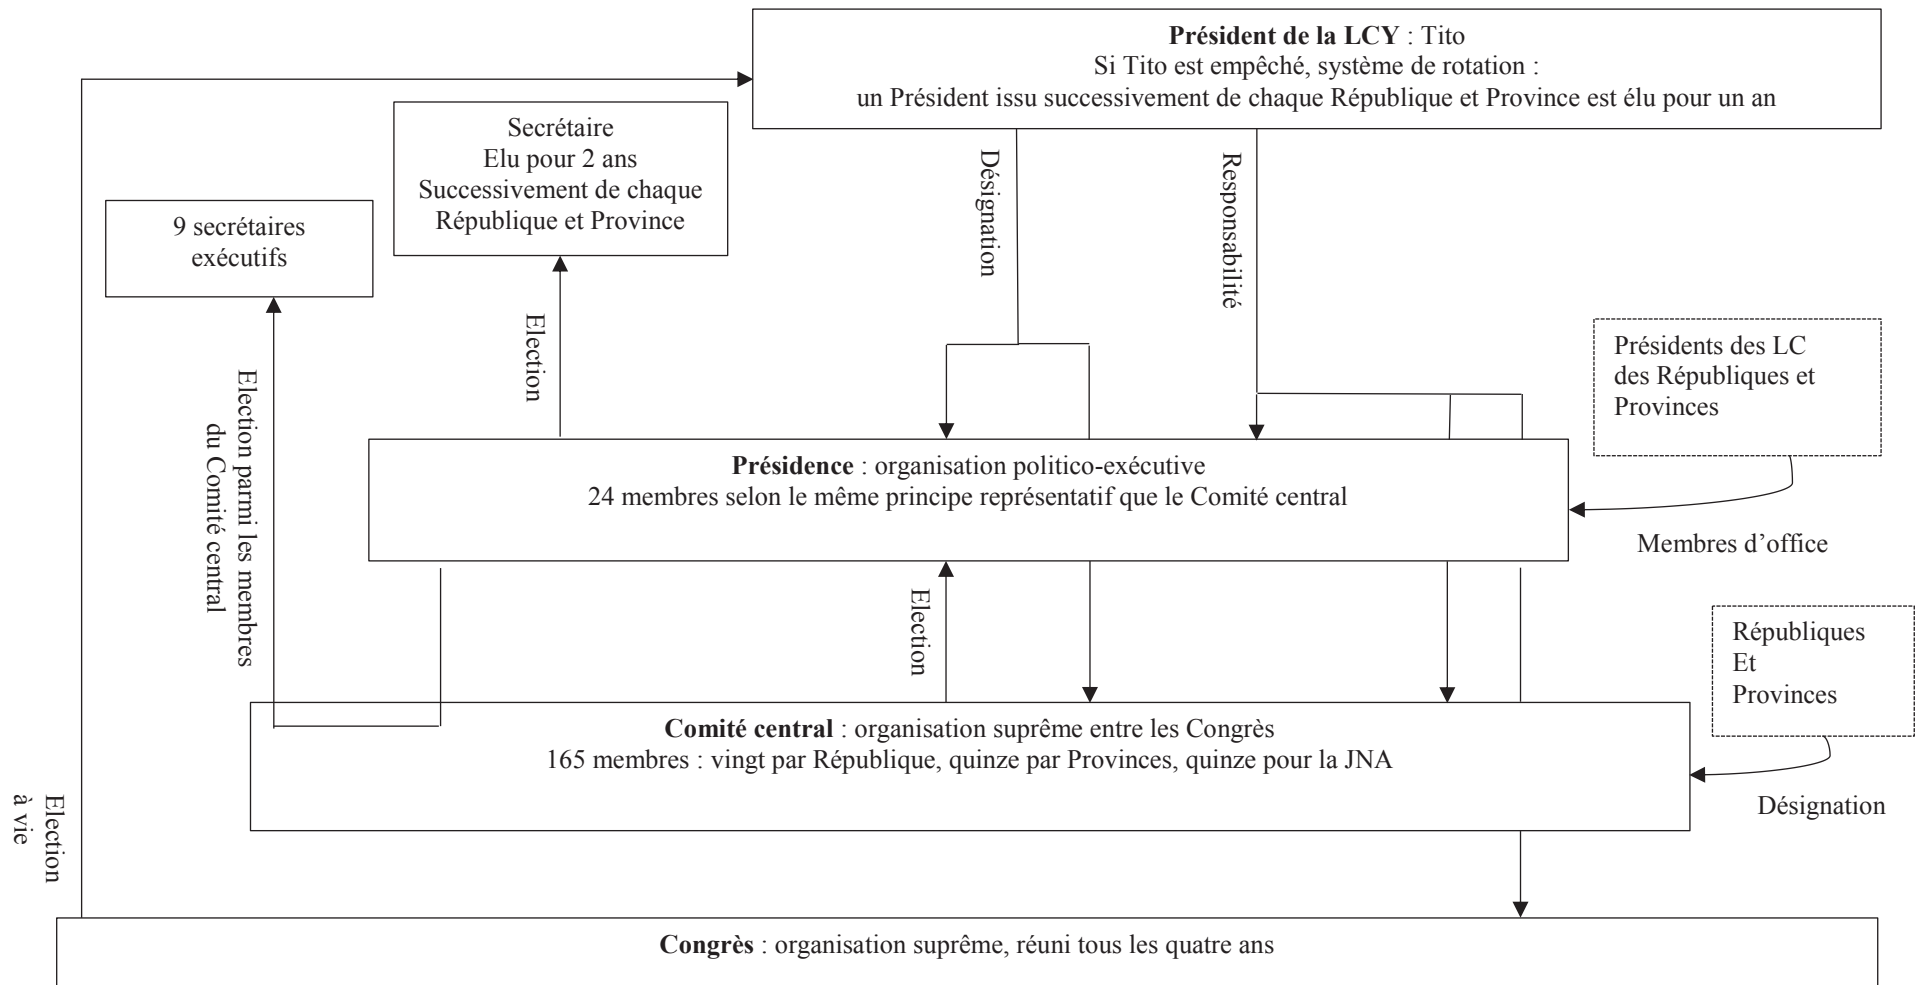 Président de la LCY : Tito
Si Tito est empêché, système de rotation :
un Président issu successivement de chaque République et Province est élu pour un an
Secrétaire
Elu pour 2 ans
Successivement de chaque
République et Province
9 secrétaires
exécutifs
Désignation
Responsabilité
Election
Election parmi les membres
du Comité central
Présidents des LC
des Républiques et
Provinces
Présidence : organisation politico-exécutive
24 membres selon le même principe représentatif que le Comité central
Membres d’office
Election
Républiques
Et
Provinces
Comité central : organisation suprême entre les Congrès
165 membres : vingt par République, quinze par Provinces, quinze pour la JNA
Désignation
Election
à vie
Congrès : organisation suprême, réuni tous les quatre ans